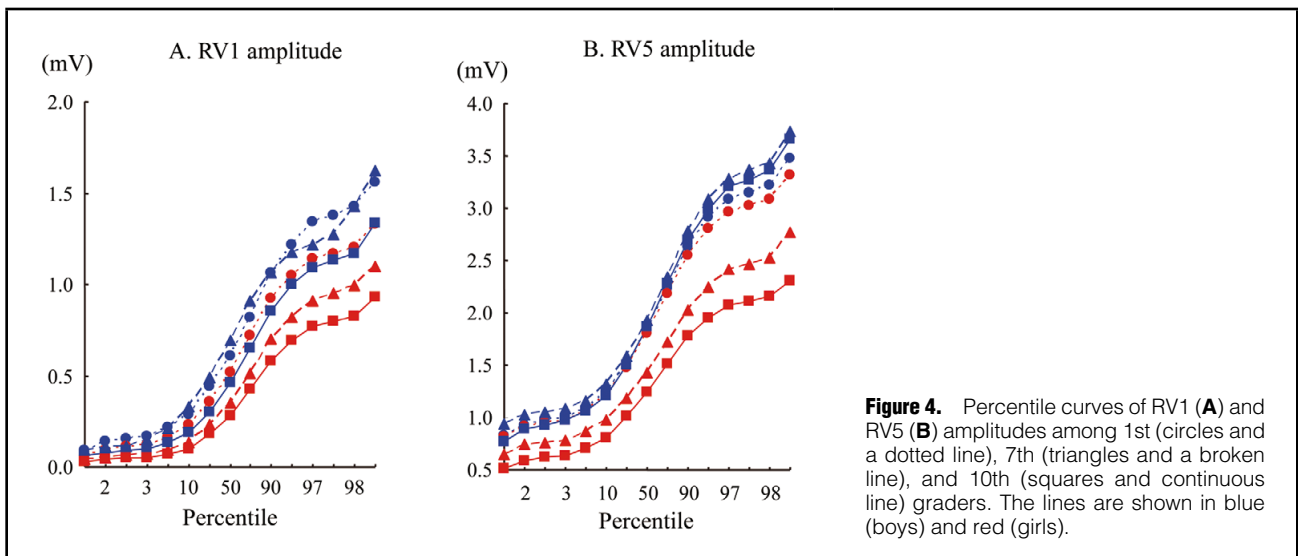 A. RV1 amplitude
(mV)
2.0
1.5
1.0
0.5
0.0
2 3 10 50 90 97 98
Percentile
B. RV5 amplitude
(mV)
4.0
3.5
3.0
2.5
2.0
1.5
1.0
0.5
2 3 10 50 90 97 98
Percentile
Figure 4. Percentile curves of RV1 (A) and
RV5 (B) amplitudes among 1st (circles and
a dotted line), 7th (triangles and a broken
line), and 10th (squares and continuous
line) graders. The lines are shown in blue
(boys) and red (girls).